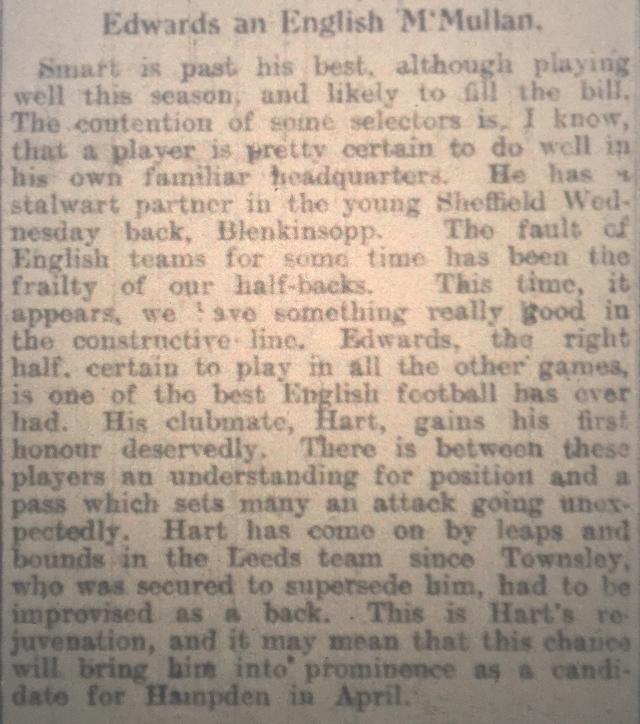 Edwards an English M'Mullan.
Smart is past his best, although playing
well this season, and likely to fill the bill.
The contention of some selectors is, I know,
that a player is pretty certain to do well in
his own familiar headquarters. He has a
stalwart partner in the young Sheffield Wed-
nesday back, Blenkinsopp. The fault of
English teams for some time has been the
frailty of our half-backs. This time, it
appears, we have something really good in
the constructive line. Edwards, the right
half, certain to play in all the other games,
is one of the best English football has ever
had. His clubmate, Hart, gains his first
honour deservedly. There is between these
players an understanding for position and a
pass which sets many an attack going unex-
pectedly. Hart has come on by leaps and
bounds in the Leeds team since Townsley,
who was secured to supersede him, had to be
improvised as a back. This is Hart's re-
juvenation, and it may mean that this chance
will bring him into prominence as a candi-
date for Hampden in April.